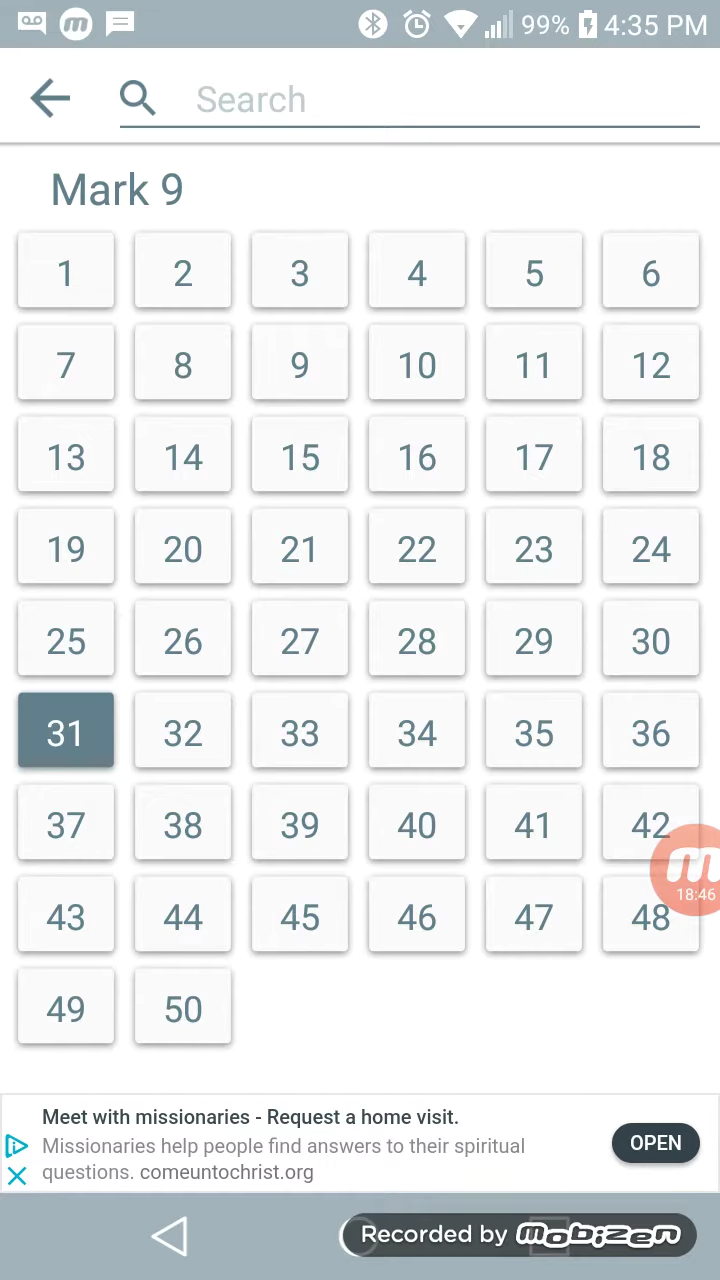 99% 4:35 PM
Search
Mark 9
1 2 3 4 5 6
7 8 9 10 11 12
13 14 15 16 17 18
19 20 21 22 23 24
25 26 27 28 29 30
31 32 33 34 35 36
37 38 39 40 41 42
43 44 45 46 47 48
18:46
49 50
Meet with missionaries - Request a home visit.
Missionaries help people find answers to their spiritual
questions. comeuntochrist.org
OPEN
Recorded by mobizen